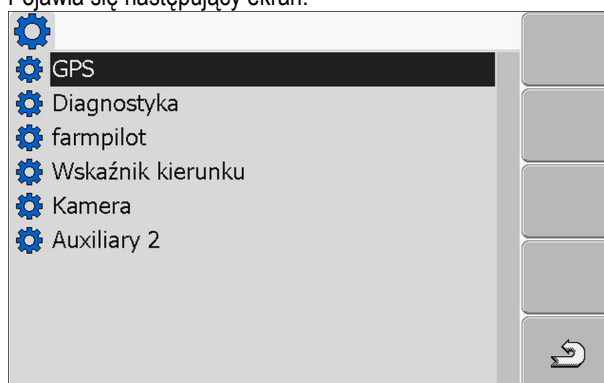 Pojawia się następujący ekran:
GPS
Diagnostyka
farmpilot
Wskaźnik kierunku
Kamera
Auxiliary 2